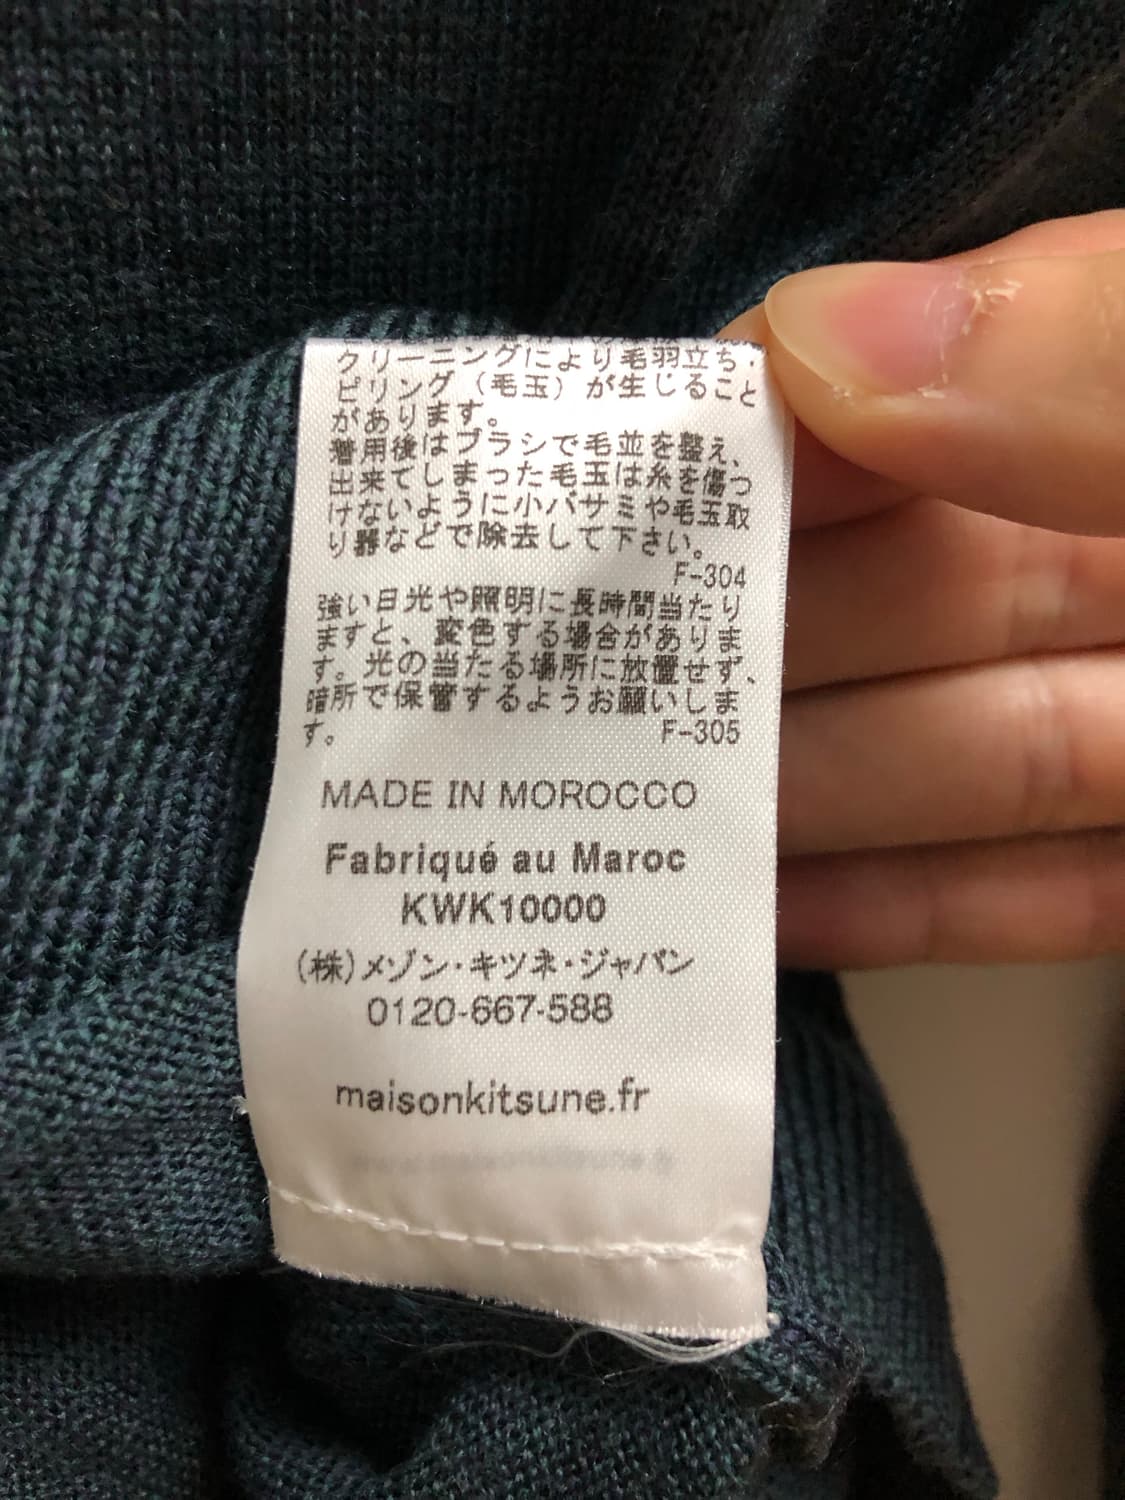 クリーニングにより毛羽立ち・
ピリング（毛玉）が生じること
があります。
着用後はブラシで毛並を整え、
出来てしまった毛玉は糸を傷つ
けないように小バサミや毛玉取
り器などで除去して下さい。
F-304
強い日光や照明に長時間当たり
ますと、変色する場合がありま
す。光の当たる場所に放置せず、
暗所で保管するようお願いしま
す。 F-305
MADE IN MOROCCO
Fabriqué au Maroc
KWK10000
(株)メゾン・キツネ・ジャパン
0120-667-588
maisonkitsune.fr